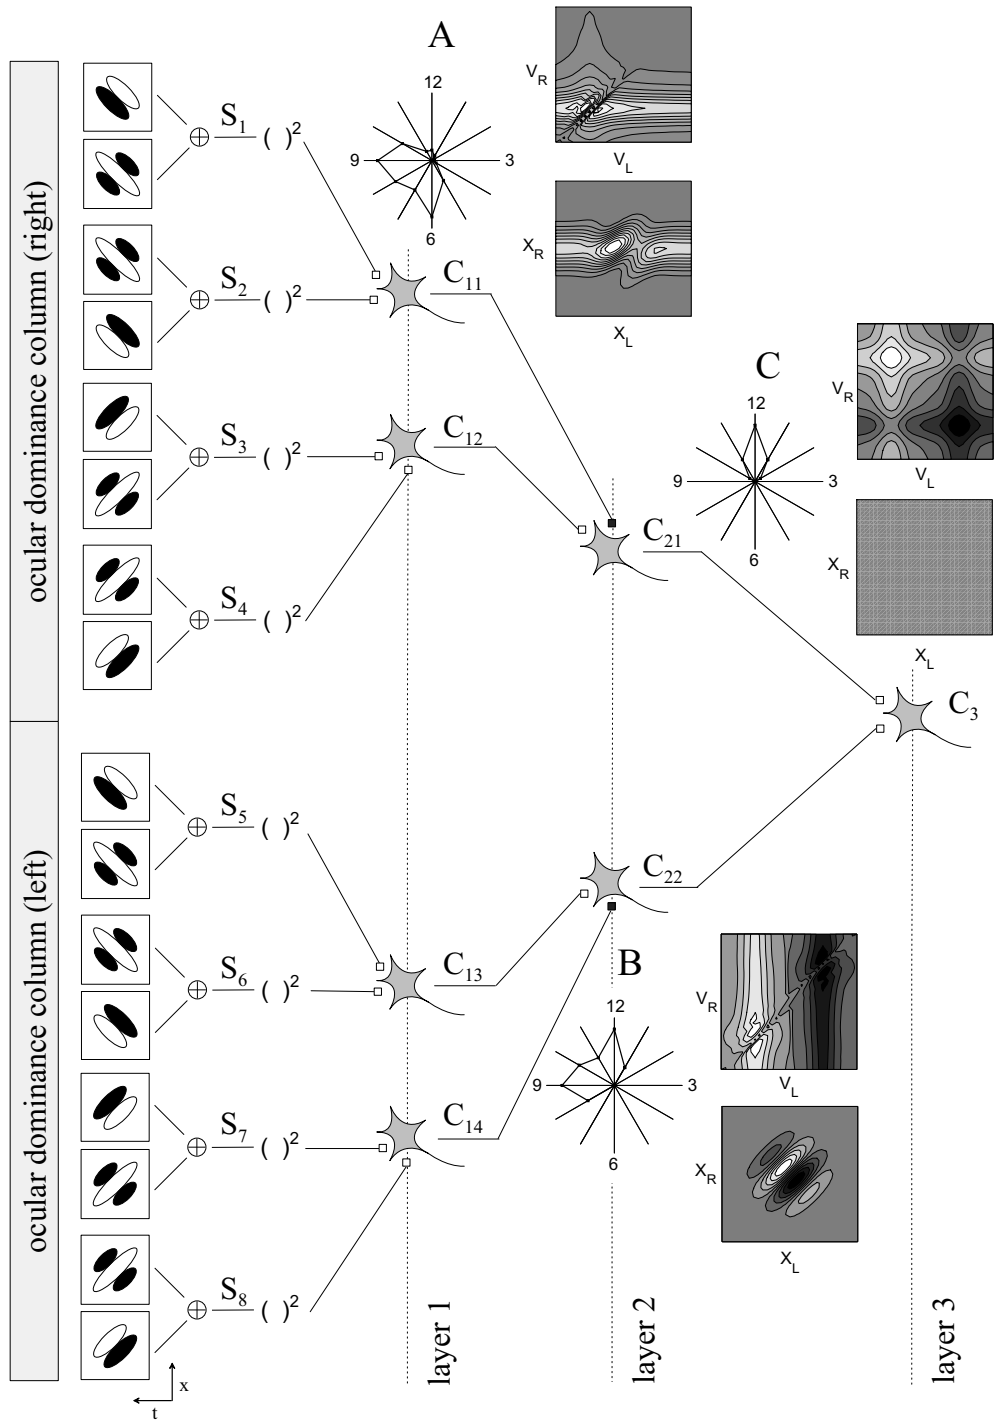 A
12
9
3
6
V_R
V_L
X_R
X_L
ocular dominance column (right)
S_1 ( )^2
S_2 ( )^2
C_11
S_3 ( )^2
C_12
S_4 ( )^2
C
12
9
3
6
V_R
V_L
X_R
X_L
C_21
C_3
ocular dominance column (left)
S_5 ( )^2
C_22
S_6 ( )^2
C_13
B
12
9
3
6
V_R
V_L
X_R
X_L
S_7 ( )^2
C_14
S_8 ( )^2
layer 1
layer 2
layer 3
x
t